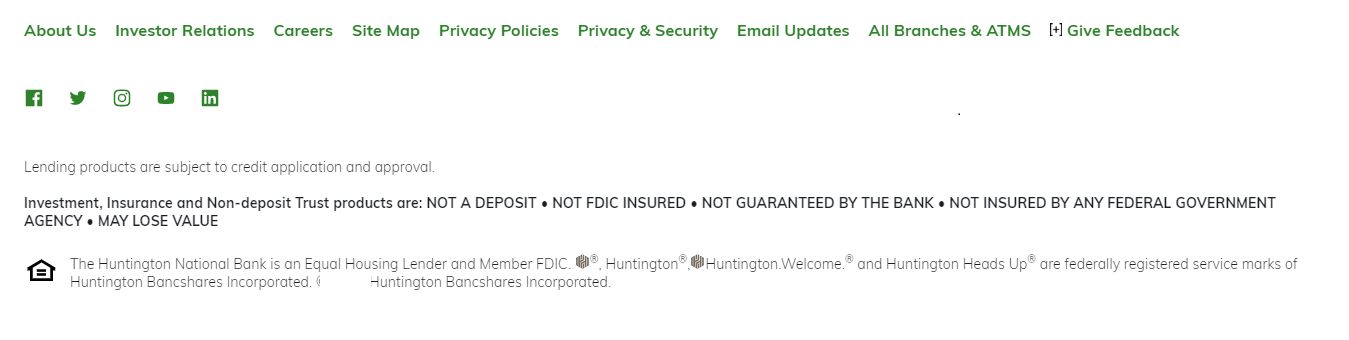 About Us Investor Relations Careers Site Map Privacy Policies Privacy & Security Email Updates All Branches & ATMS [+] Give Feedback
Lending products are subject to credit application and approval.
Investment, Insurance and Non-deposit Trust products are: NOT A DEPOSIT • NOT FDIC INSURED • NOT GUARANTEED BY THE BANK • NOT INSURED BY ANY FEDERAL GOVERNMENT
AGENCY • MAY LOSE VALUE
The Huntington National Bank is an Equal Housing Lender and Member FDIC. ®, Huntington®, Huntington.Welcome.® and Huntington Heads Up® are federally registered service marks of
Huntington Bancshares Incorporated. Huntington Bancshares Incorporated.